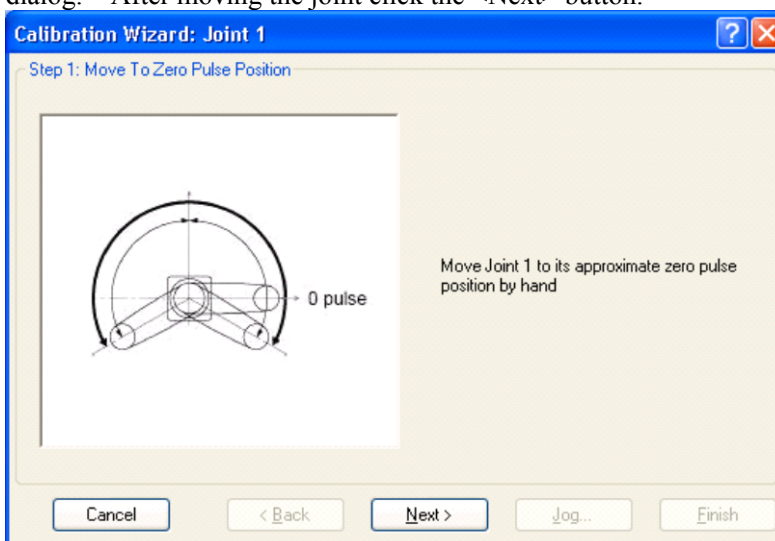 dialog. After moving the joint click the <Next> button.
Calibration Wizard: Joint 1
Step 1: Move To Zero Pulse Position
0 pulse
Move Joint 1 to its approximate zero pulse
position by hand
Cancel
< Back
Next >
Jog...
Finish